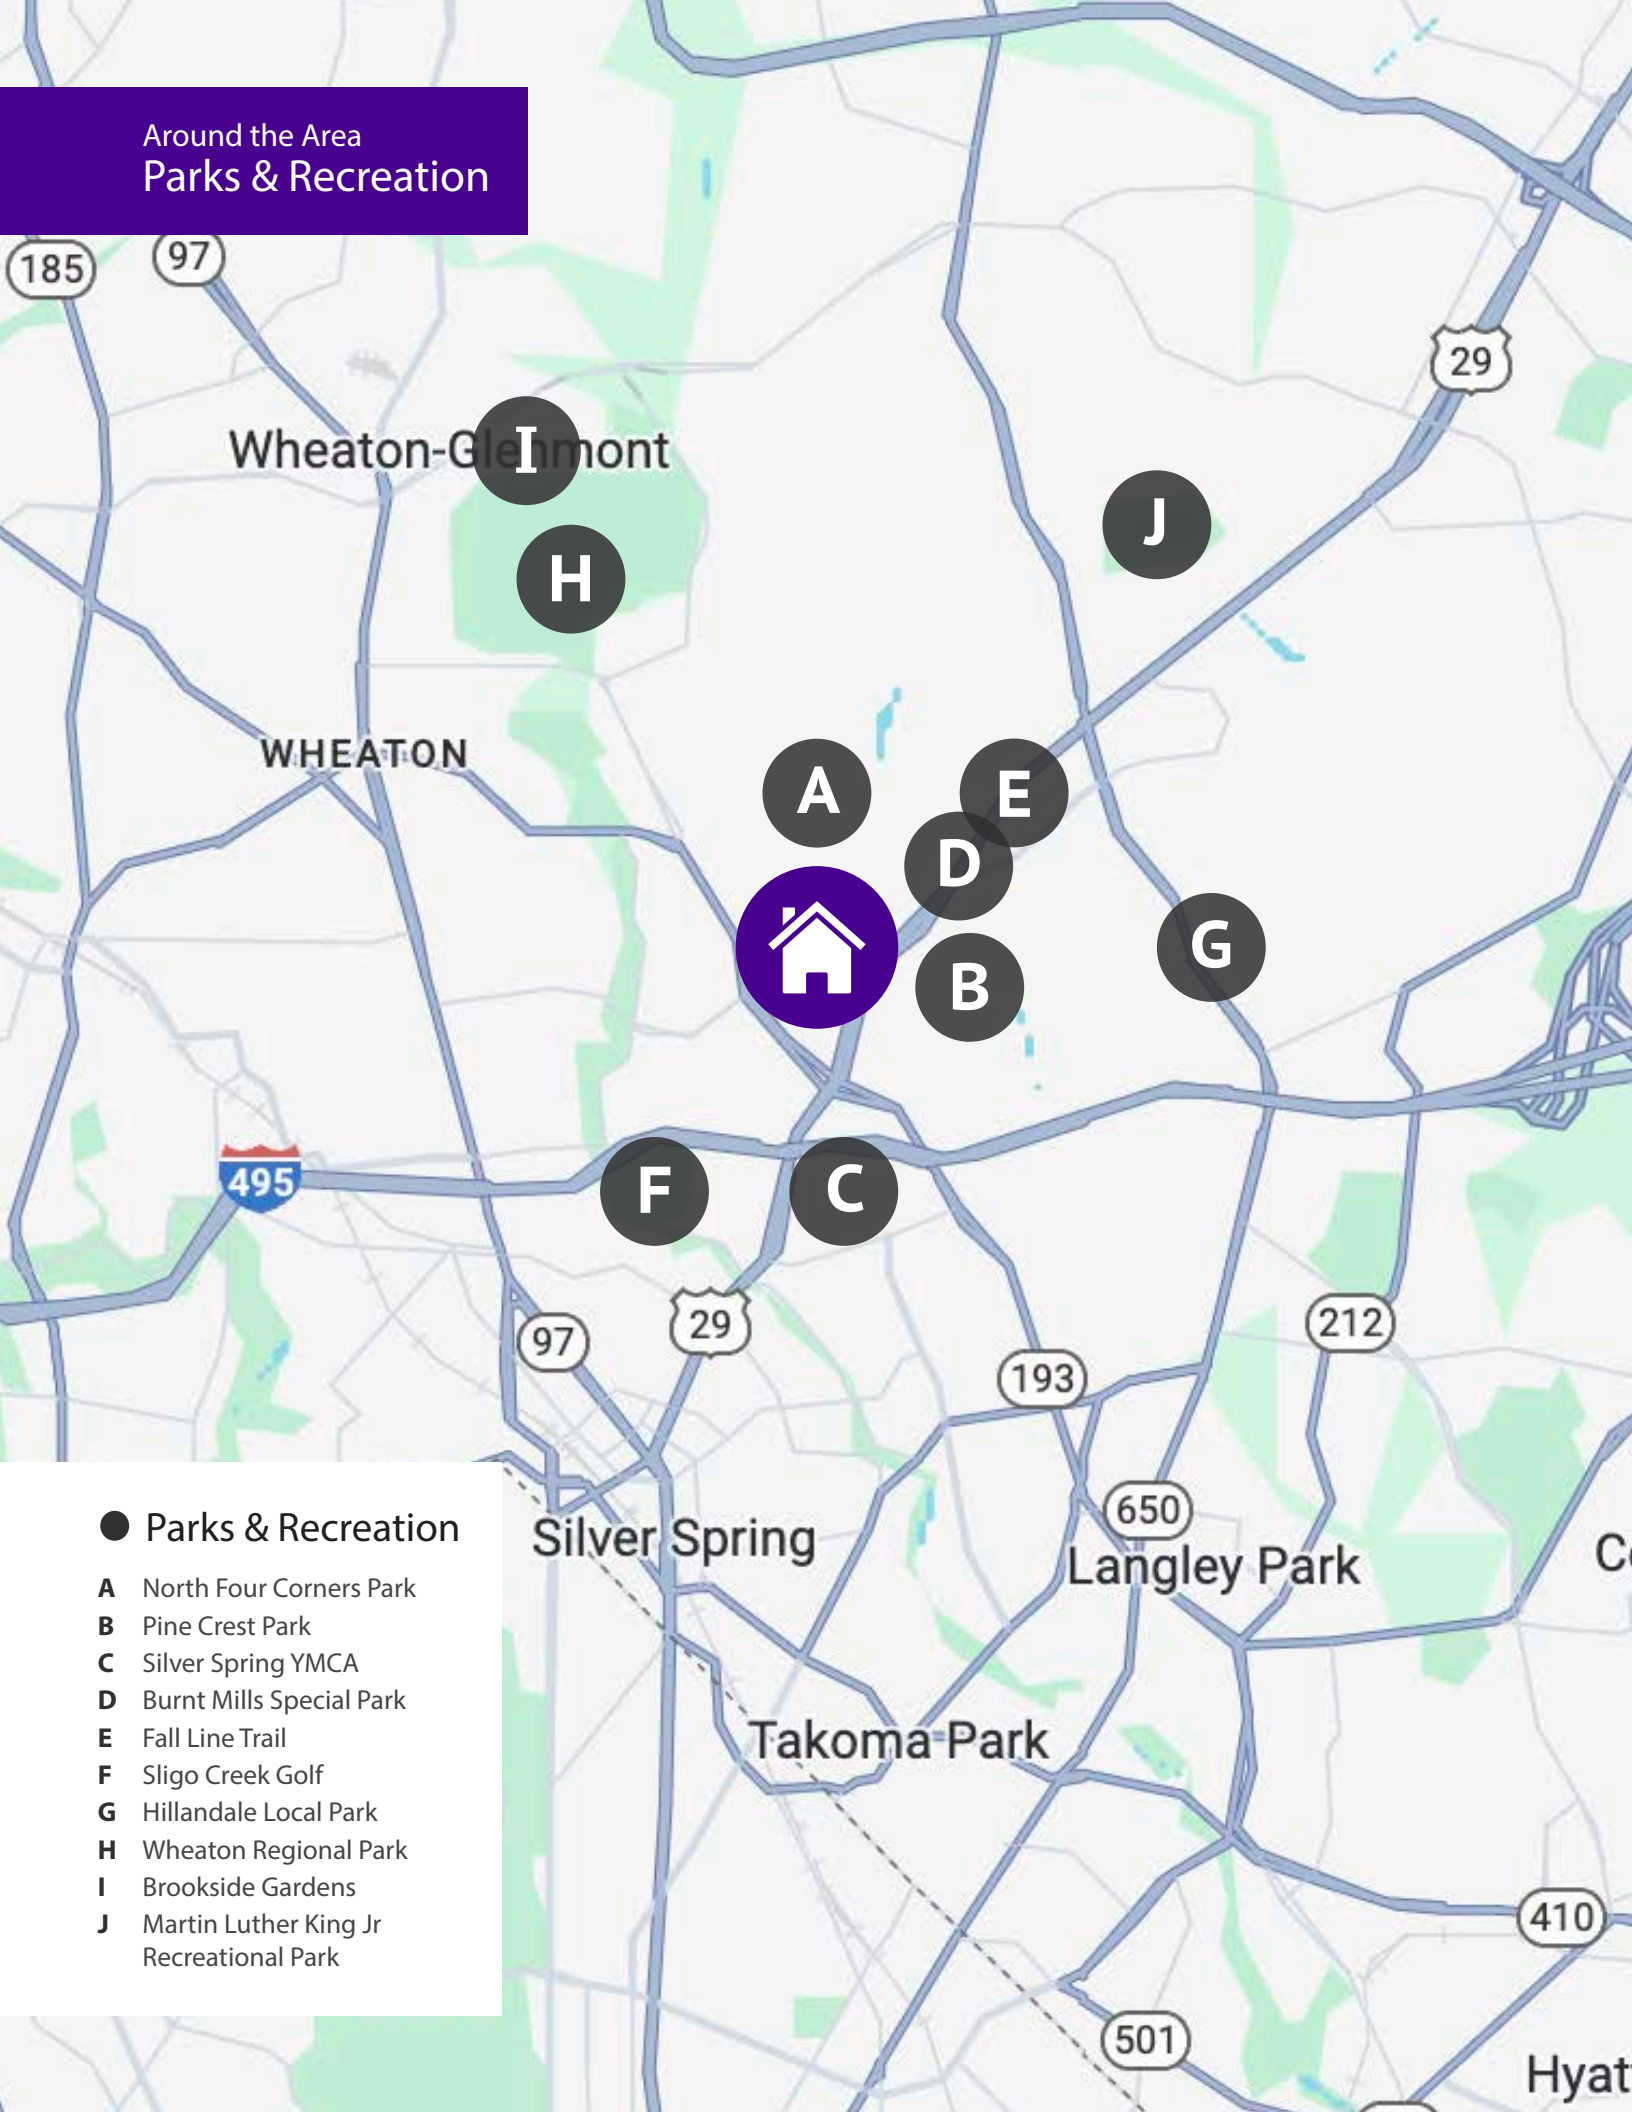 Around the Area
Parks & Recreation
185
97
29
Wheaton-Glenmont
I
J
H
WHEATON
A
E
D
G
B
495
F
C
97
29
212
193
650
Silver Spring
Langley Park
Takoma Park
410
501
Parks & Recreation
A North Four Corners Park
B Pine Crest Park
C Silver Spring YMCA
D Burnt Mills Special Park
E Fall Line Trail
F Sligo Creek Golf
G Hillandale Local Park
H Wheaton Regional Park
I Brookside Gardens
J Martin Luther King Jr
Recreational Park